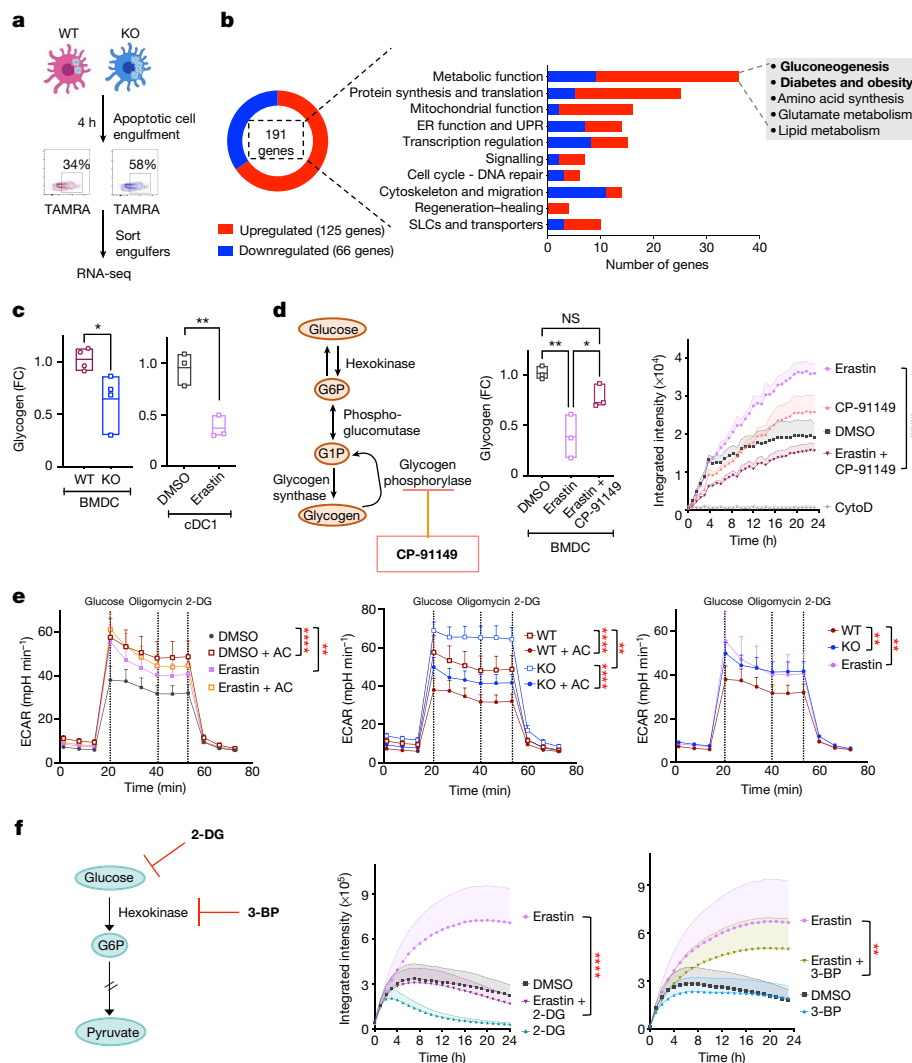 a
WT KO
4 h Apoptotic cell
engulfment
34% 58%
TAMRA TAMRA
Sort
engulfers
RNA-seq
b
191
genes
Upregulated (125 genes)
Downregulated (66 genes)
Metabolic function
Protein synthesis and translation
Mitochondrial function
ER function and UPR
Transcription regulation
Signalling
Cell cycle - DNA repair
Cytoskeleton and migration
Regeneration–healing
SLCs and transporters
0 10 20 30 40
Number of genes
• Gluconeogenesis
• Diabetes and obesity
• Amino acid synthesis
• Glutamate metabolism
• Lipid metabolism
c
Glycogen (FC)
1.0
0.5
0
*
WT KO
BMDC
1.0
0.5
0
**
DMSO
Erastin
cDC1
d
Glucose
Hexokinase
G6P
Phospho-
glucomutase
G1P
Glycogen
synthase
Glycogen
phosphorylase
Glycogen
CP-91149
Glycogen (FC)
1.0
0.5
0
NS
** *
DMSO
Erastin
Erastin +
CP-91149
BMDC
Integrated intensity (×10⁴)
4
3
2
1
0
0 4 8 12 16 20 24
Time (h)
Erastin
CP-91149
DMSO
Erastin +
CP-91149
CytoD
e
Glucose Oligomycin 2-DG
ECAR (mpH min⁻¹)
60
40
20
0
0 20 40 60 80
Time (min)
DMSO
DMSO + AC
Erastin
Erastin + AC
****
**
Glucose Oligomycin 2-DG
ECAR (mpH min⁻¹)
80
60
40
20
0
0 20 40 60 80
Time (min)
WT
WT + AC
KO
KO + AC
****
****
**
Glucose Oligomycin 2-DG
ECAR (mpH min⁻¹)
60
40
20
0
0 20 40 60 80
Time (min)
WT
KO
Erastin
**
**
f
2-DG
Glucose
Hexokinase
3-BP
G6P
Pyruvate
Integrated intensity (×10⁵)
9
6
3
0
0 4 8 12 16 20 24
Time (h)
Erastin
DMSO
Erastin +
2-DG
2-DG
****
9
6
3
0
0 4 8 12 16 20 24
Time (h)
Erastin
Erastin +
3-BP
DMSO
3-BP
**